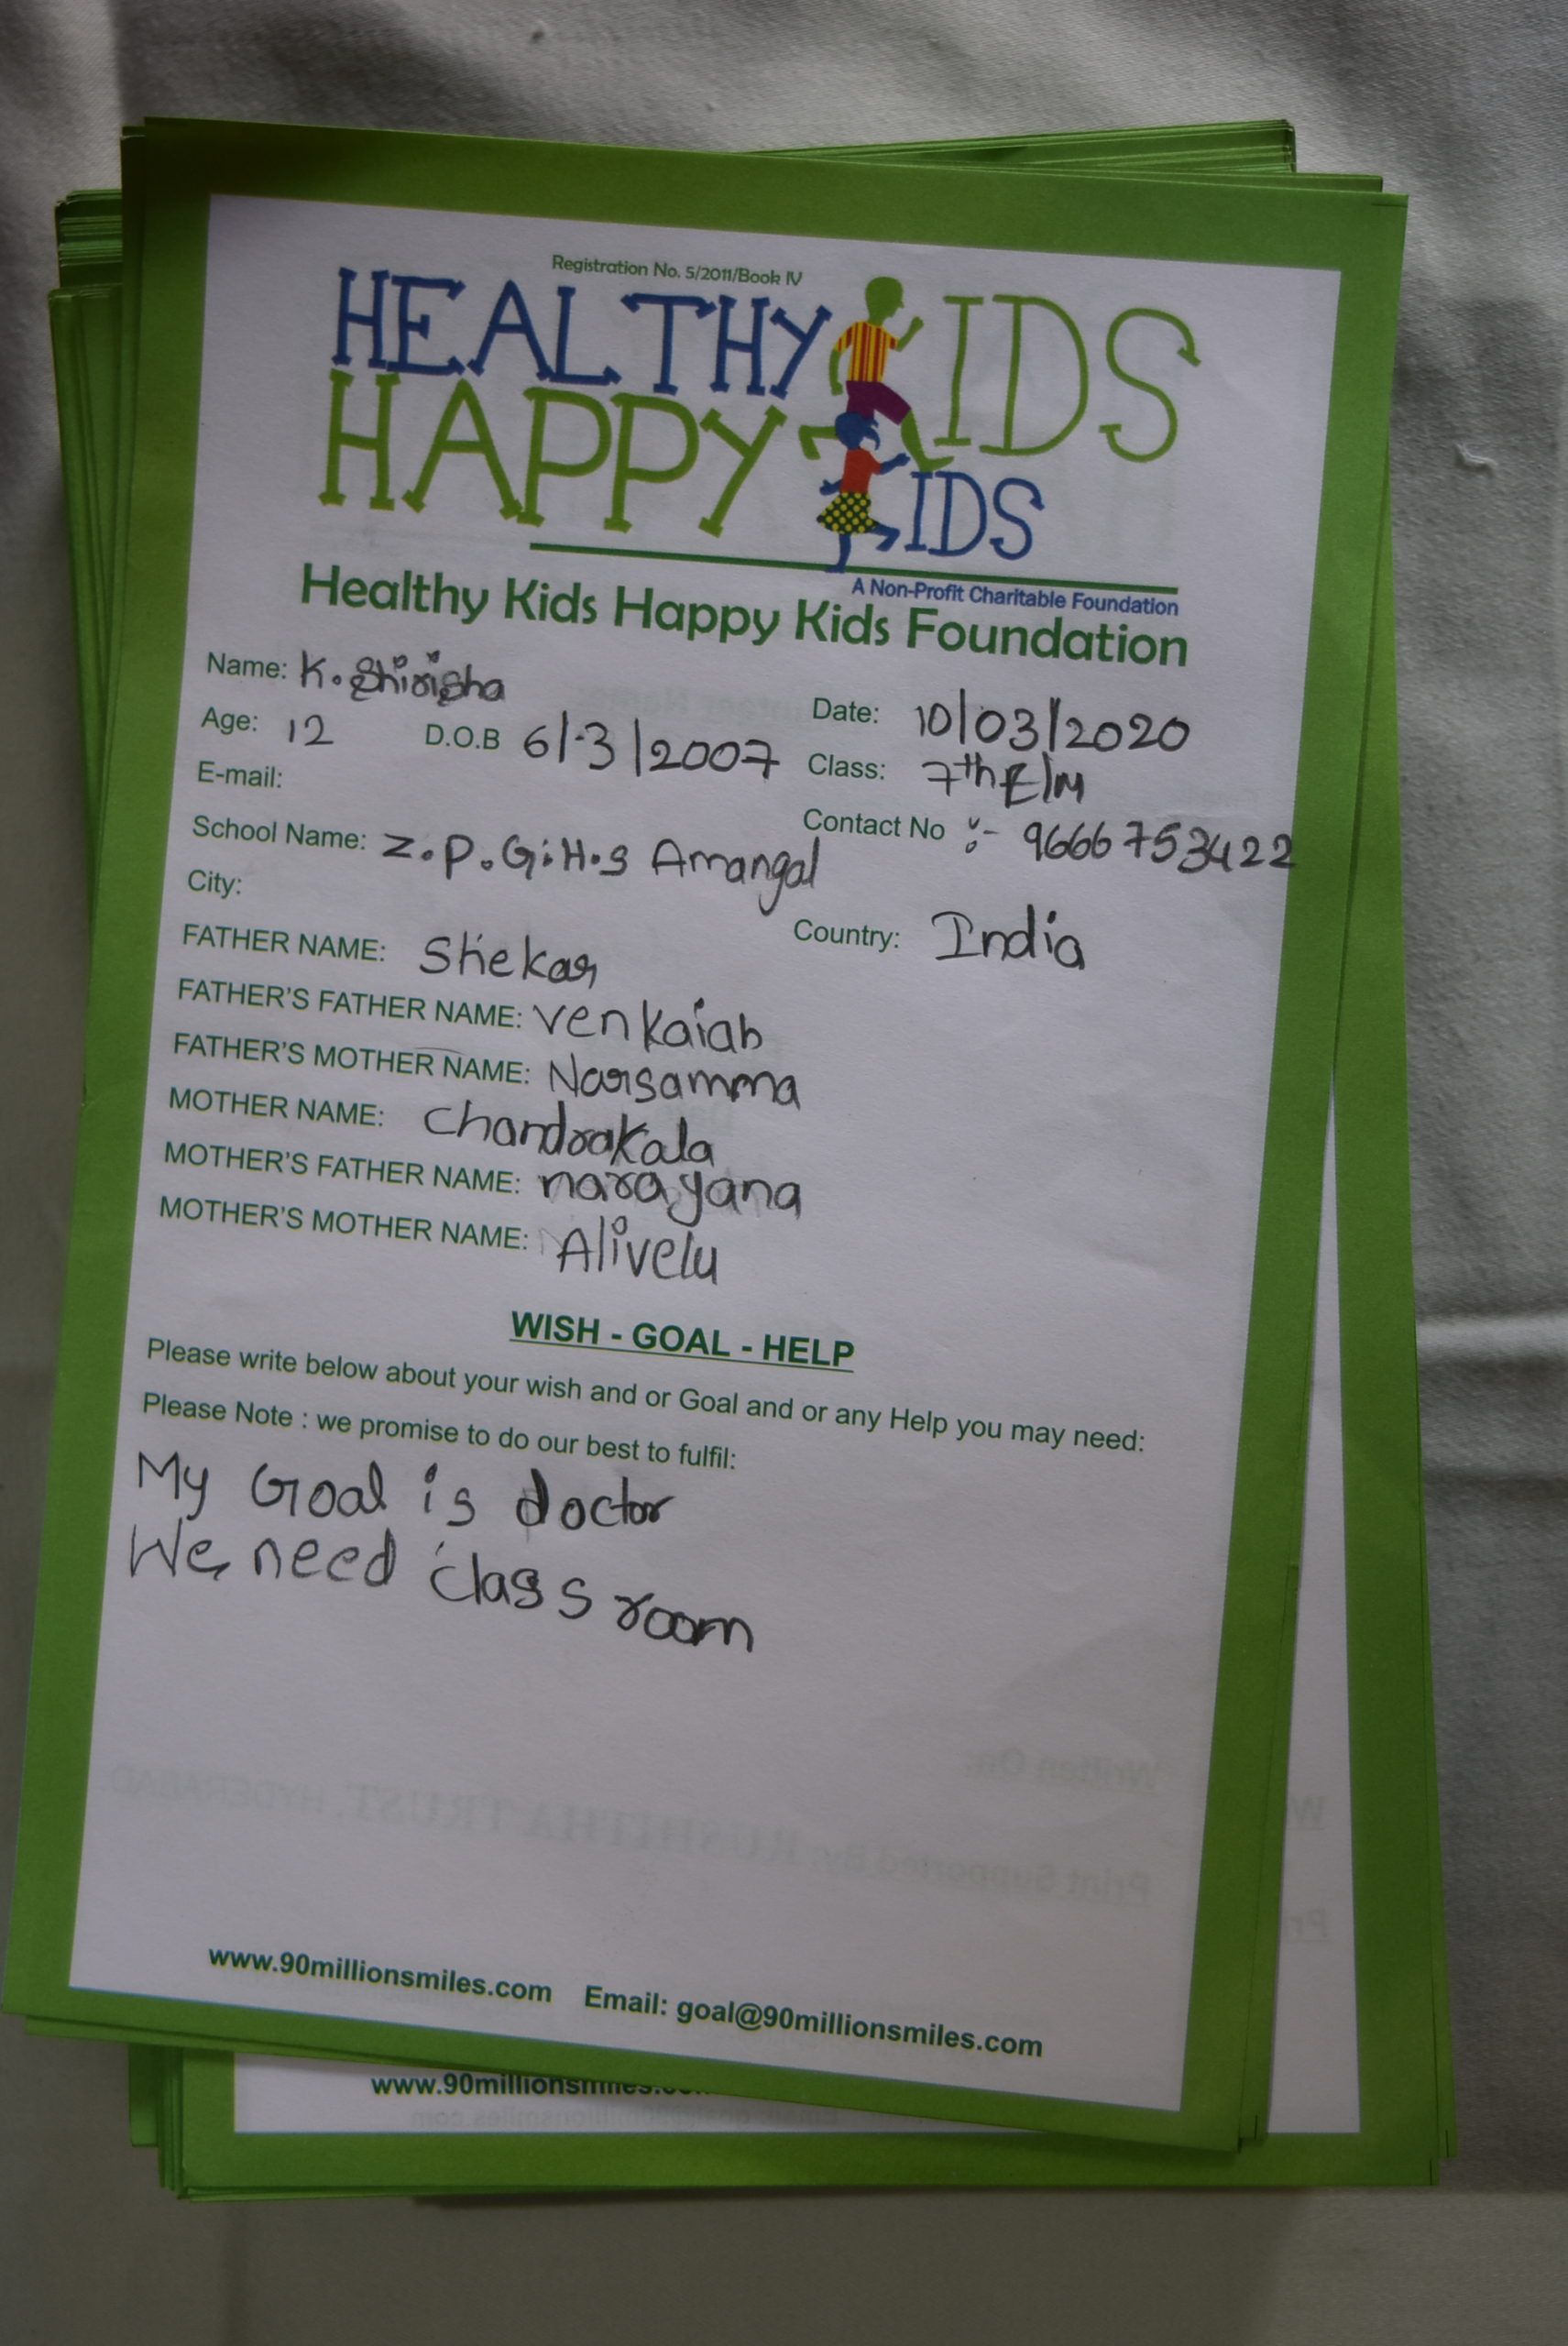 Registration No. 5/2011/Book IV
HEALTHY KIDS
HAPPY KIDS
A Non-Profit Charitable Foundation
Healthy Kids Happy Kids Foundation
Name: K. Shirisha
Date: 10/03/2020
Age: 12 D.O.B 6/3/2007 Class: 7th E/M
E-mail:
Contact No :- 9666753422
School Name: Z.P.G.H.S Amangal
City:
Country: India
FATHER NAME: Shekar
FATHER'S FATHER NAME: venkaiah
FATHER'S MOTHER NAME: Narsamma
MOTHER NAME: Chandrakala
MOTHER'S FATHER NAME: narayana
MOTHER'S MOTHER NAME: Alivelu
WISH - GOAL - HELP
Please write below about your wish and or Goal and or any Help you may need:
Please Note : we promise to do our best to fulfil:
My Goal is doctor
We need class room
www.90millionsmiles.com Email: goal@90millionsmiles.com